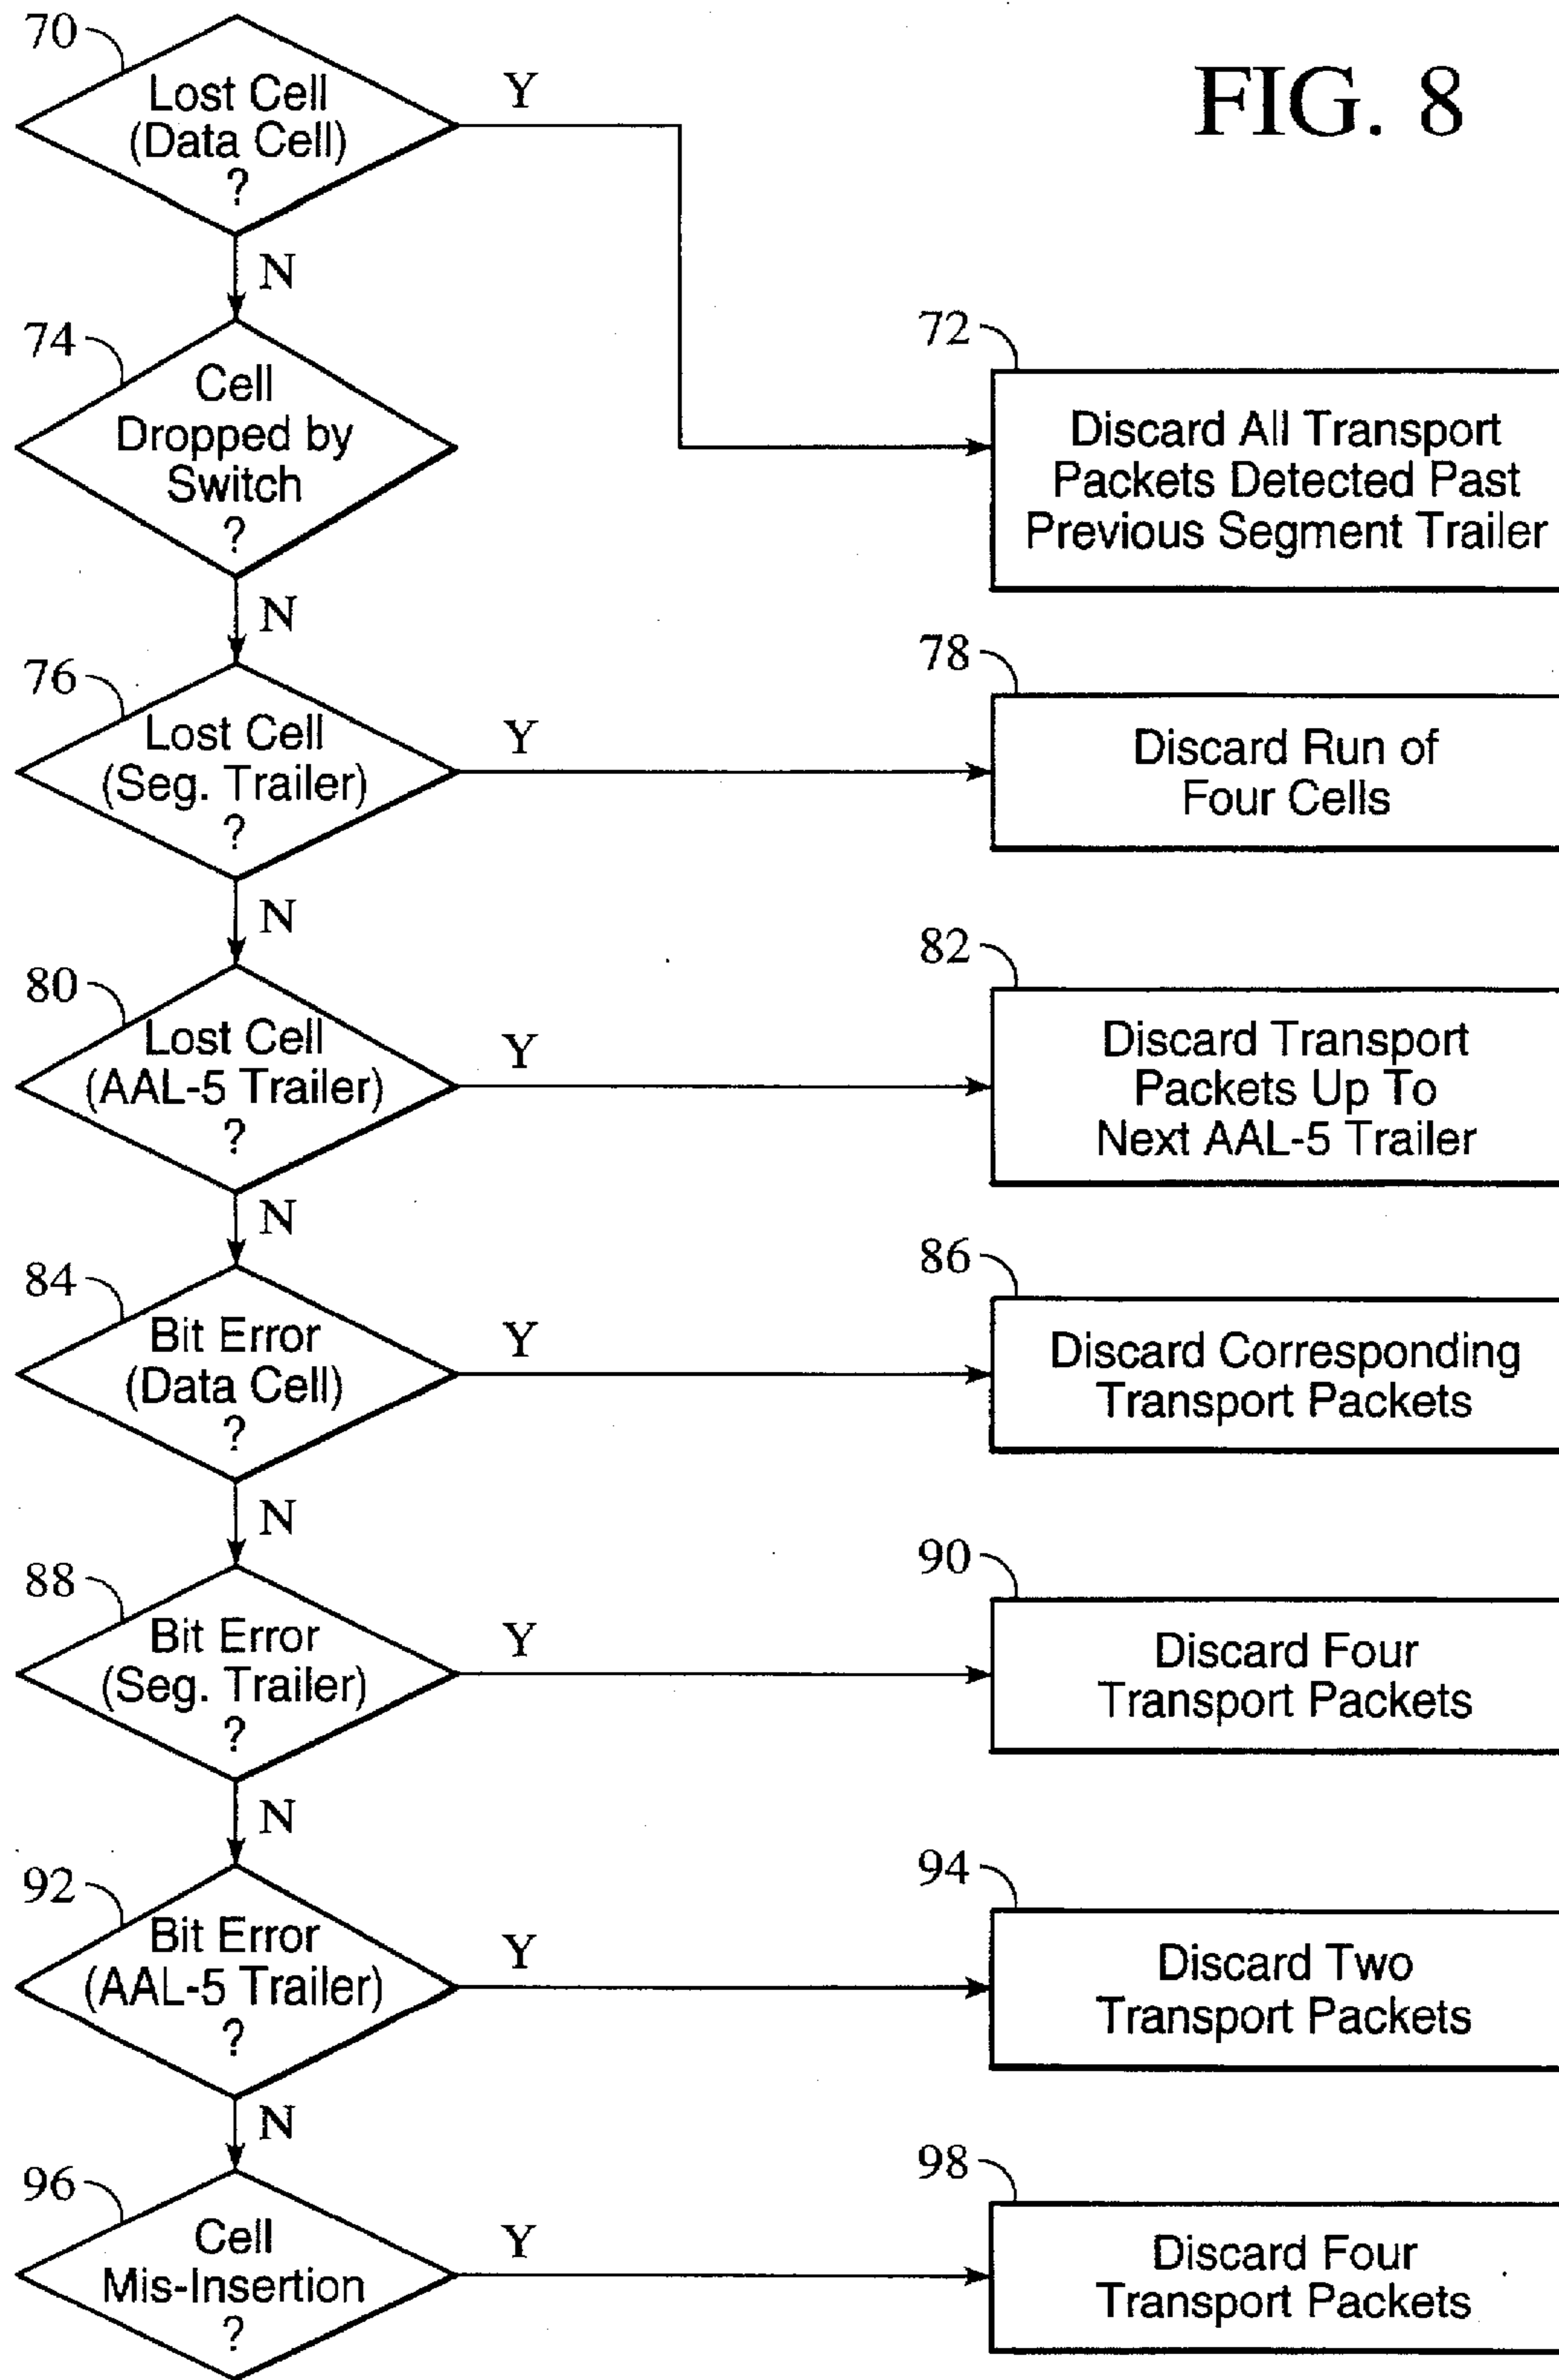 FIG. 8
70
Lost Cell
(Data Cell)
?
Y
N
72
Discard All Transport
Packets Detected Past
Previous Segment Trailer
74
Cell
Dropped by
Switch
?
N
76
Lost Cell
(Seg. Trailer)
?
Y
N
78
Discard Run of
Four Cells
80
Lost Cell
(AAL-5 Trailer)
?
Y
N
82
Discard Transport
Packets Up To
Next AAL-5 Trailer
84
Bit Error
(Data Cell)
?
Y
N
86
Discard Corresponding
Transport Packets
88
Bit Error
(Seg. Trailer)
?
Y
N
90
Discard Four
Transport Packets
92
Bit Error
(AAL-5 Trailer)
?
Y
N
94
Discard Two
Transport Packets
96
Cell
Mis-Insertion
?
Y
98
Discard Four
Transport Packets